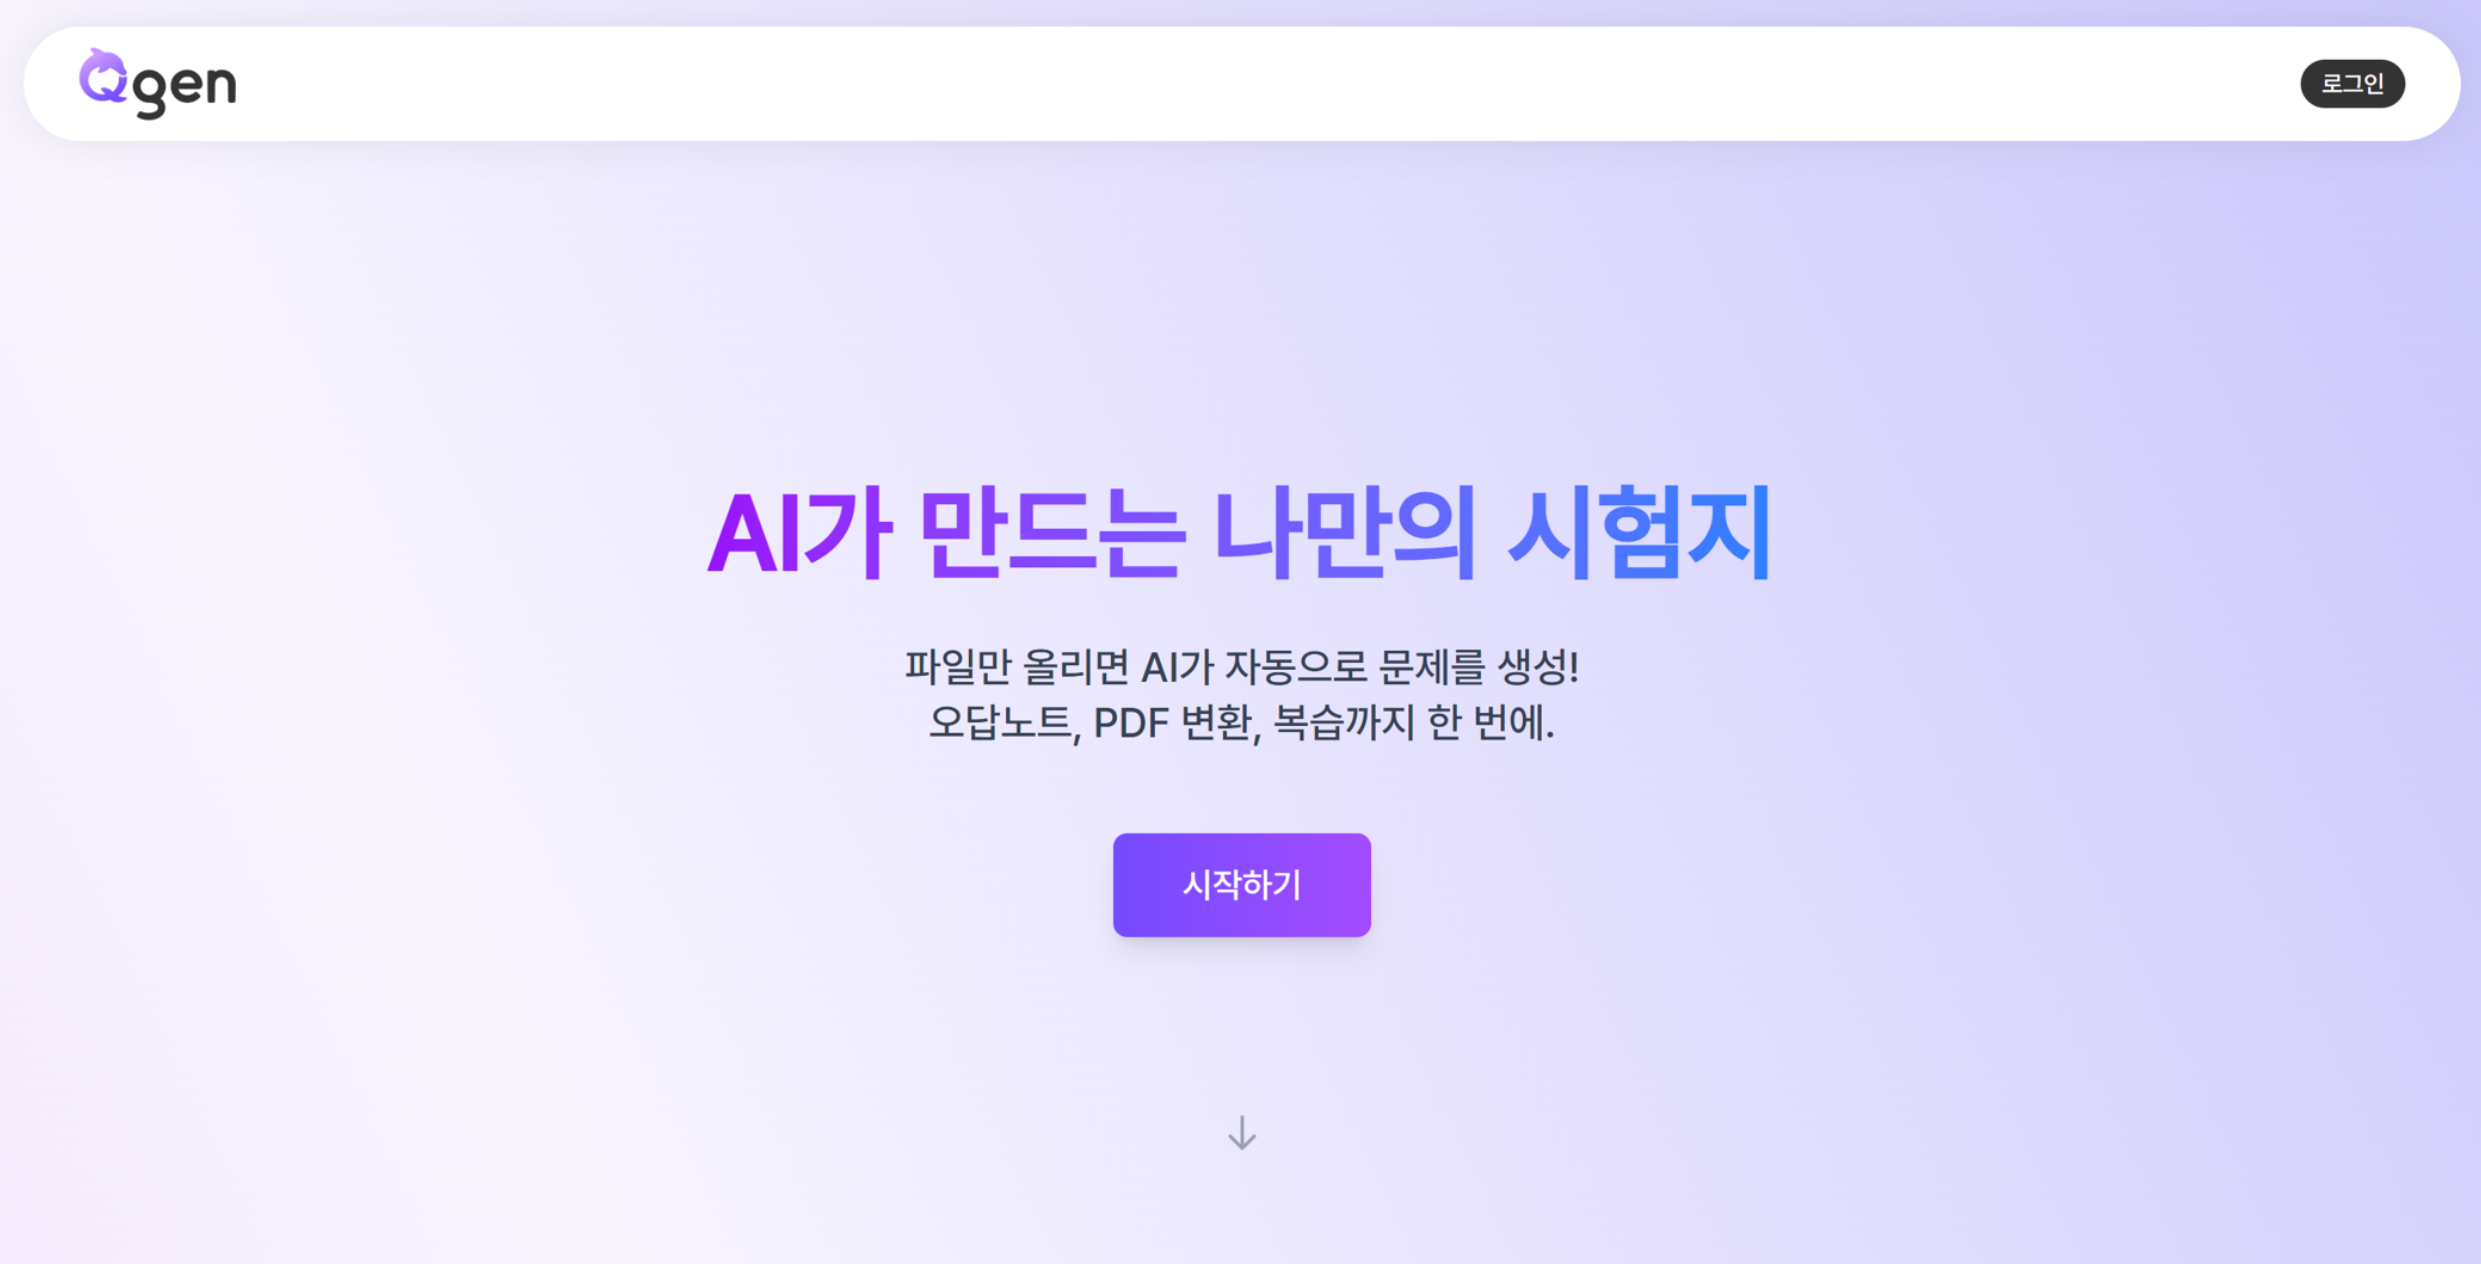 Qgen
로그인
AI가 만드는 나만의 시험지
파일만 올리면 AI가 자동으로 문제를 생성!
오답노트, PDF 변환, 복습까지 한 번에.
시작하기